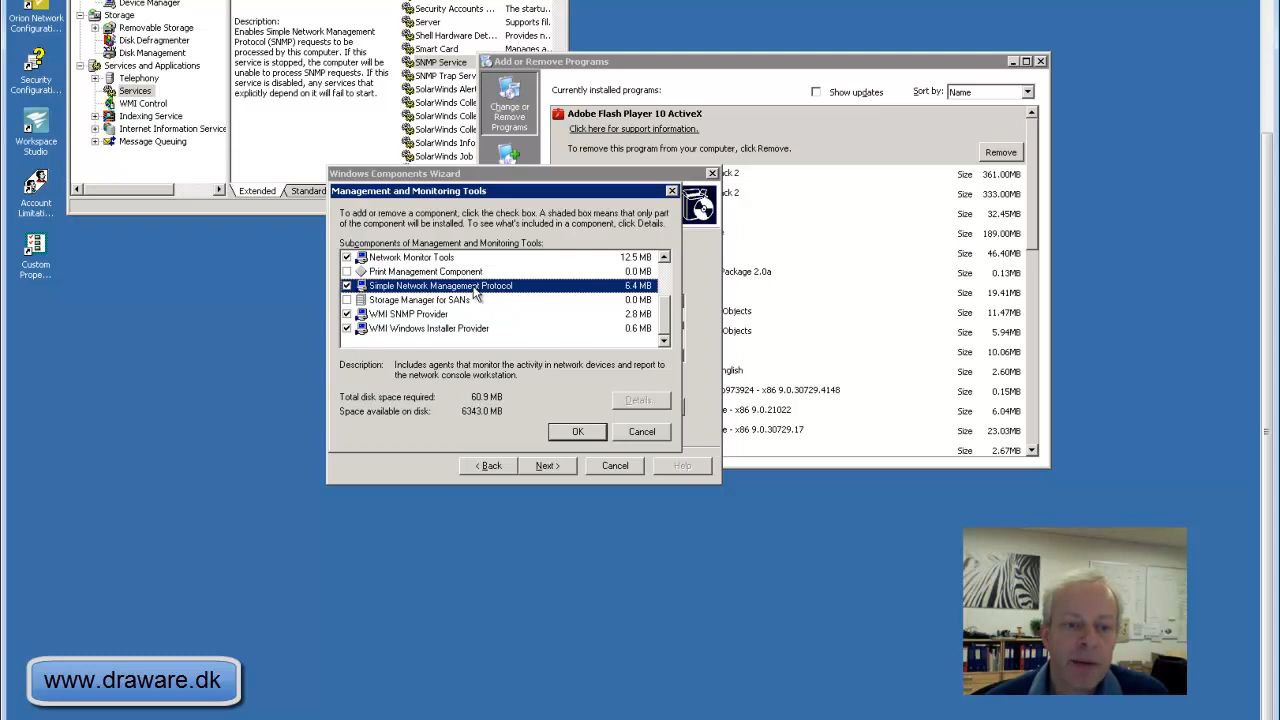 Orion Network
Configurati...
Security
Configurati...
Workspace
Studio
Account
Limitati...
Custom
Prope...
Device Manager
Storage
Removable Storage
Disk Defragmenter
Disk Management
Services and Applications
Telephony
Services
WMI Control
Indexing Service
Internet Information Service
Message Queuing
Description:
Enables Simple Network Management
Protocol (SNMP) requests to be
processed by this computer. If this
service is stopped, the computer will be
unable to process SNMP requests. If this
service is disabled, any services that
explicitly depend on it will fail to start.
Extended
Standard
Security Accounts ... The startu...
Server Supports fil...
Shell Hardware Det... Provides n...
Smart Card Manages a...
SNMP Service
SNMP Trap Serv
SolarWinds Aler
SolarWinds Colle
SolarWinds Colle
SolarWinds Colle
SolarWinds Info
SolarWinds Job
Add or Remove Programs
Change or
Remove
Programs
Currently installed programs:
Show updates
Sort by: Name
Adobe Flash Player 10 ActiveX
Click here for support information.
To remove this program from your computer, click Remove.
Remove
ck 2 Size 361.00MB
ck 2 Size 333.00MB
Size 32.45MB
Size 189.00MB
Size 46.40MB
Package 2.0a Size 0.13MB
Size 19.41MB
Objects Size 12.06MB
Objects Size 11.06MB
Size 10.06MB
nglish Size 2.60MB
b973924 - x86 9.0.30729.4148 Size 0.15MB
e - x86 9.0.21022 Size 6.04MB
e - x86 9.0.30729.17 Size 23.03MB
Size 2.67MB
Windows Components Wizard
Management and Monitoring Tools
To add or remove a component, click the check box. A shaded box means that only part
of the component will be installed. To see what's included in a component, click Details.
Subcomponents of Management and Monitoring Tools:
Network Monitor Tools 12.5 MB
Print Management Component 0.0 MB
Simple Network Management Protocol 6.4 MB
Storage Manager for SANs 0.0 MB
WMI SNMP Provider 2.8 MB
WMI Windows Installer Provider 0.6 MB
Description: Includes agents that monitor the activity in network devices and report to
the network console workstation.
Total disk space required: 60.9 MB
Space available on disk: 6343.0 MB
Details...
OK
Cancel
< Back
Next >
Cancel
Help
www.draware.dk